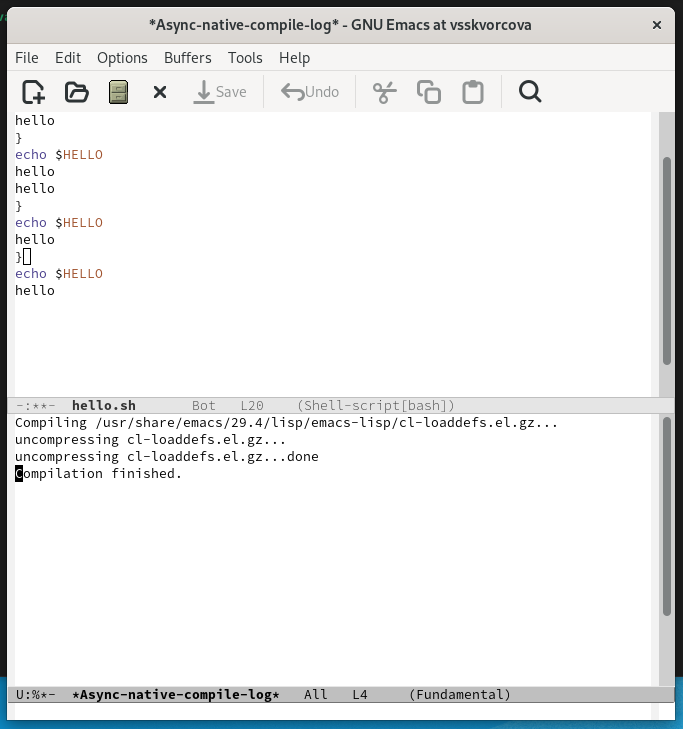 *Async-native-compile-log* - GNU Emacs at vsskvorcova
File Edit Options Buffers Tools Help
Save Undo
hello
}
echo $HELLO
hello
hello
}
echo $HELLO
hello
}
echo $HELLO
hello
-:**- hello.sh Bot L20 (Shell-script[bash])
Compiling /usr/share/emacs/29.4/lisp/emacs-lisp/cl-loaddefs.el.gz...
uncompressing cl-loaddefs.el.gz...
uncompressing cl-loaddefs.el.gz...done
Compilation finished.
U:%*- *Async-native-compile-log* All L4 (Fundamental)